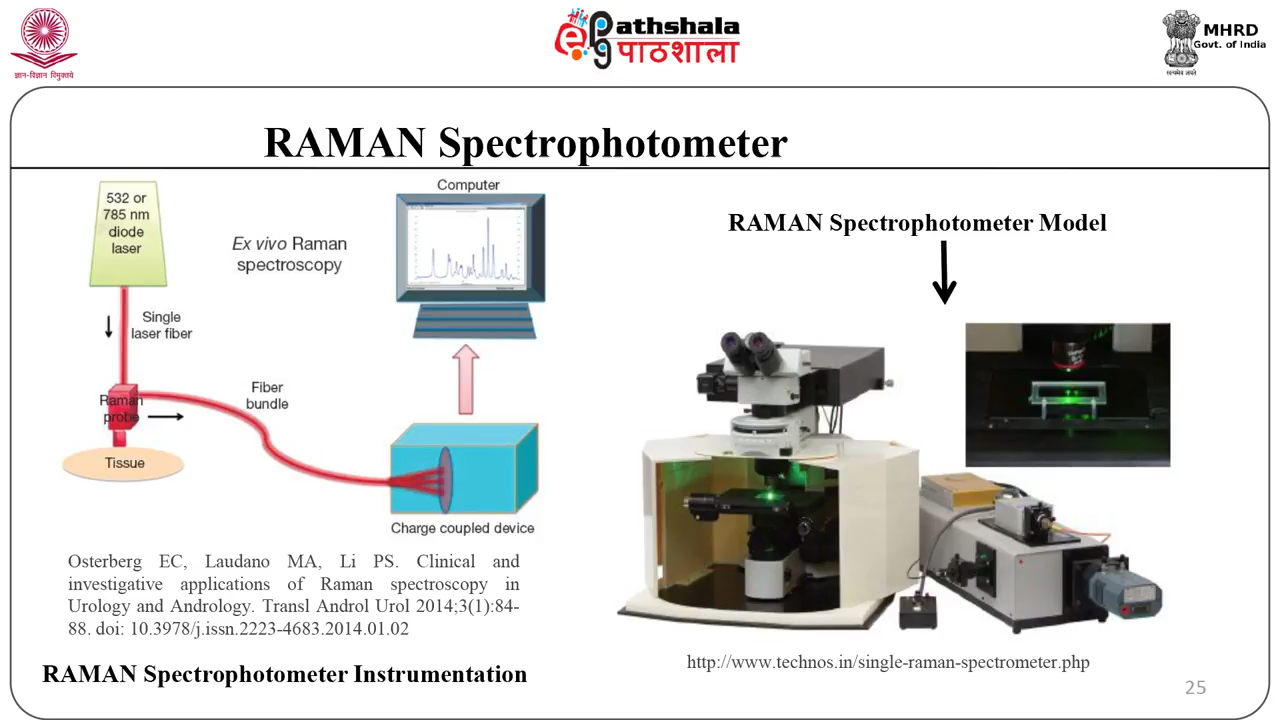 ज्ञान-विज्ञान विमुक्तये
ePathshala
पाठशाला
MHRD
Govt. of India
सत्यमेव जयते
RAMAN Spectrophotometer
532 or
785 nm
diode
laser
Ex vivo Raman
spectroscopy
Computer
Single
laser fiber
Raman
probe
Fiber
bundle
Tissue
Charge coupled device
Osterberg EC, Laudano MA, Li PS. Clinical and
investigative applications of Raman spectroscopy in
Urology and Andrology. Transl Androl Urol 2014;3(1):84-
88. doi: 10.3978/j.issn.2223-4683.2014.01.02
RAMAN Spectrophotometer Instrumentation
RAMAN Spectrophotometer Model
http://www.technos.in/single-raman-spectrometer.php
25